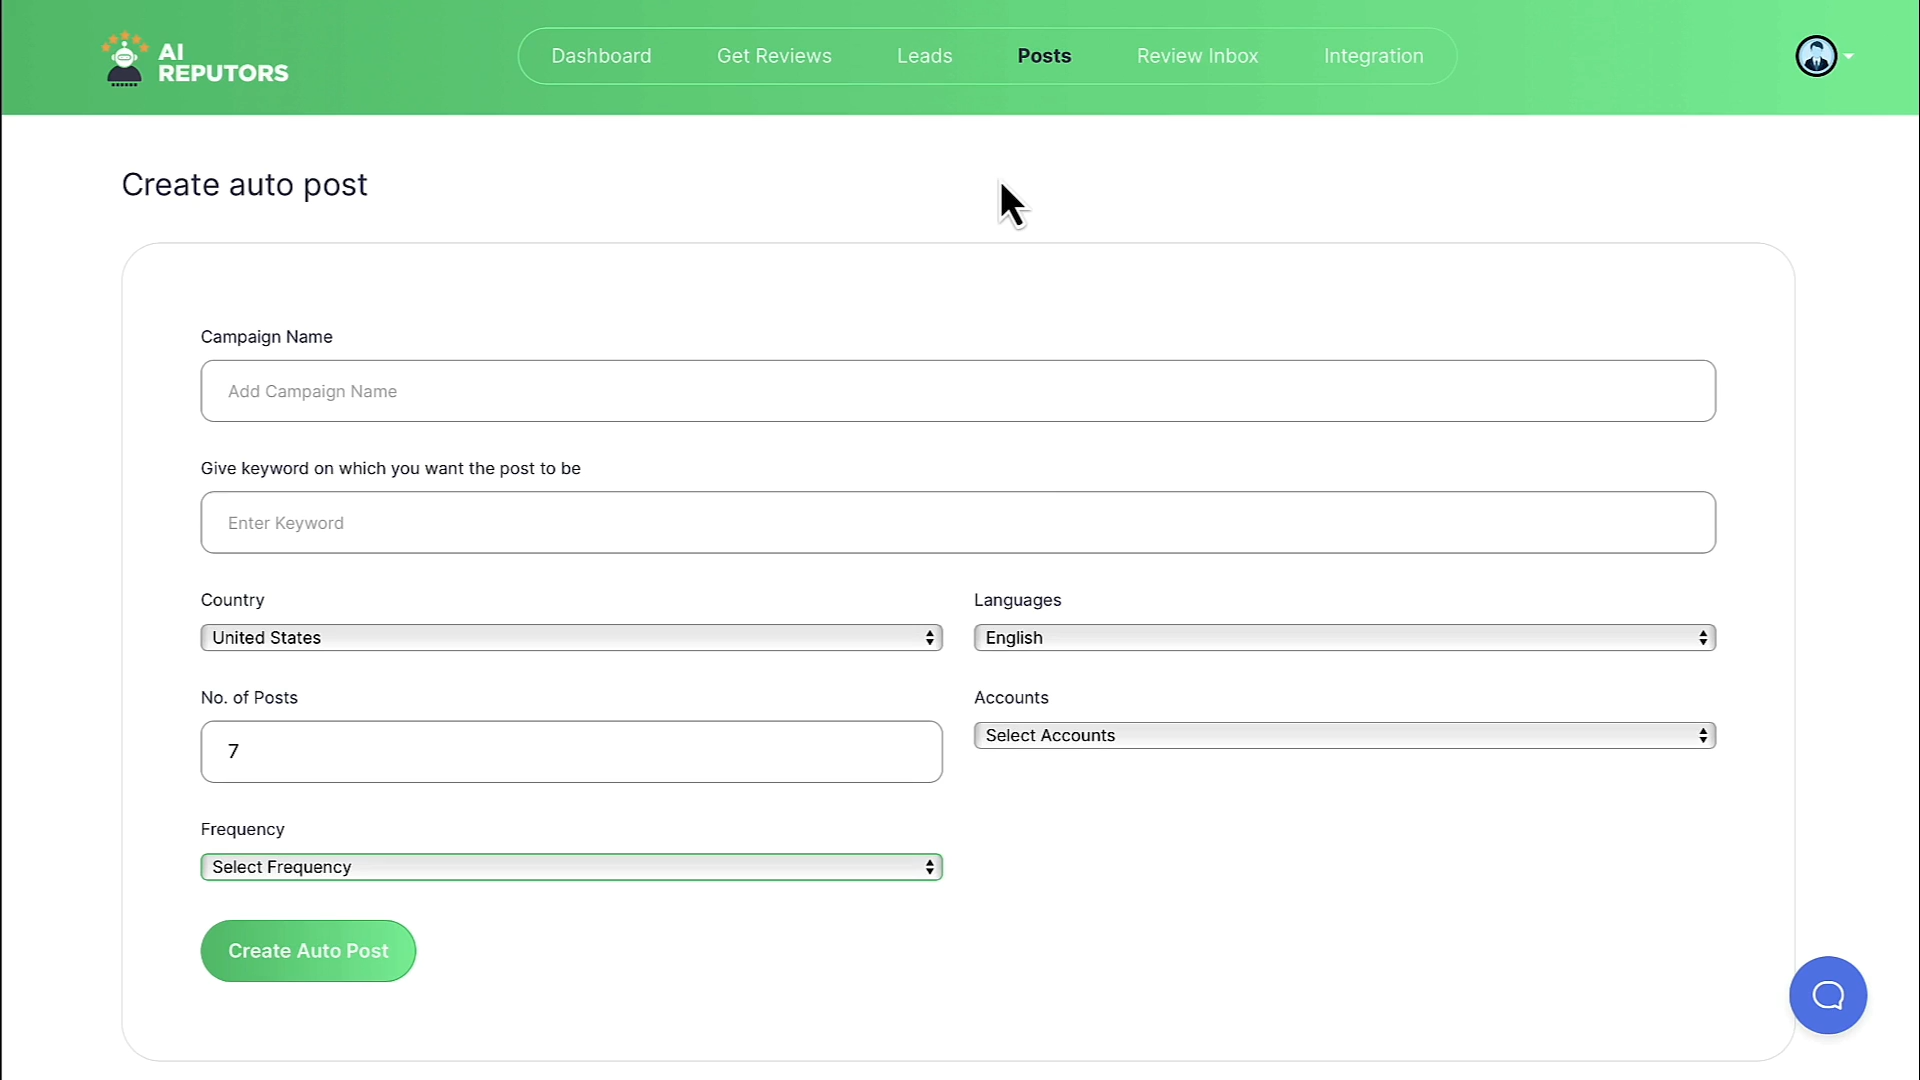 AI
REPUTORS
Dashboard
Get Reviews
Leads
Posts
Review Inbox
Integration
Create auto post
Campaign Name
Add Campaign Name
Give keyword on which you want the post to be
Enter Keyword
Country
Languages
United States
English
No. of Posts
Accounts
7
Select Accounts
Frequency
Select Frequency
Create Auto Post